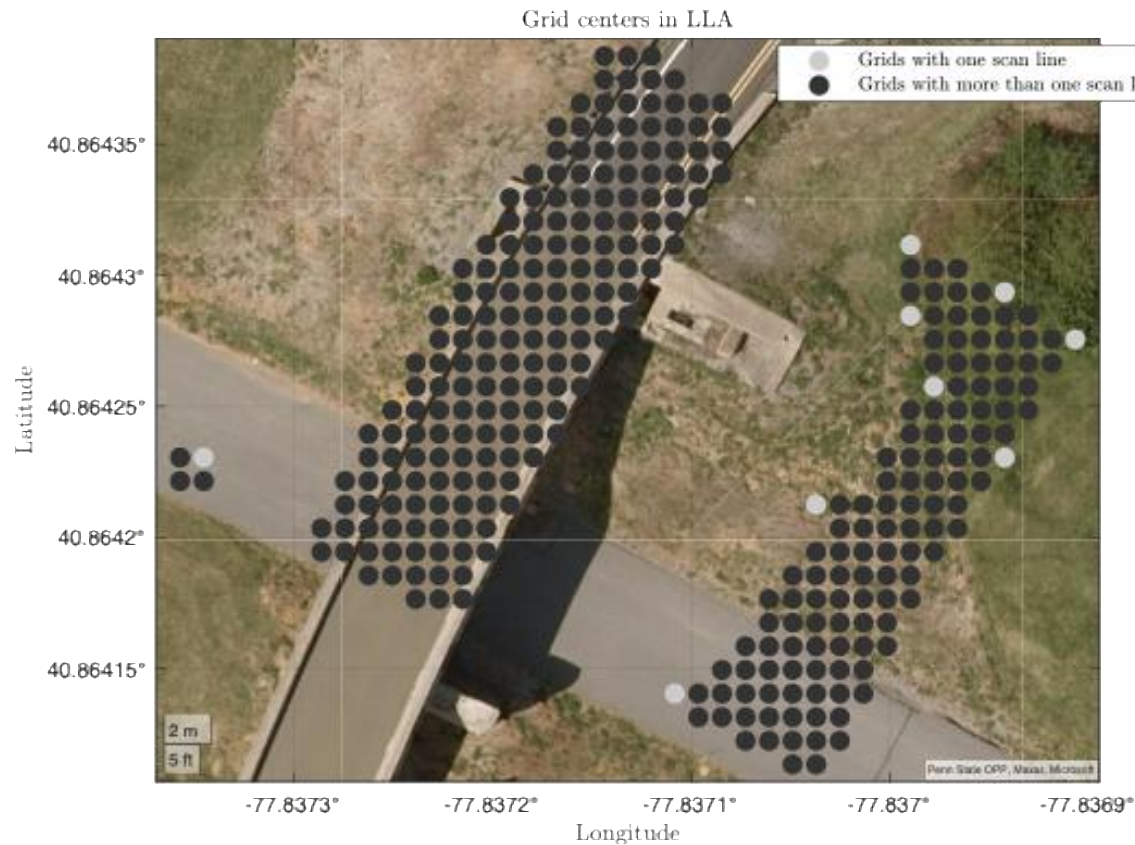 Grid centers in LLA
Grids with one scan line
Grids with more than one scan l
40.86435°
40.8643°
40.86425°
40.8642°
40.86415°
Latitude
2 m
5 ft
Penn State OPP, Maxar, Microsoft
-77.8373° -77.8372° -77.8371° -77.837° -77.8369°
Longitude